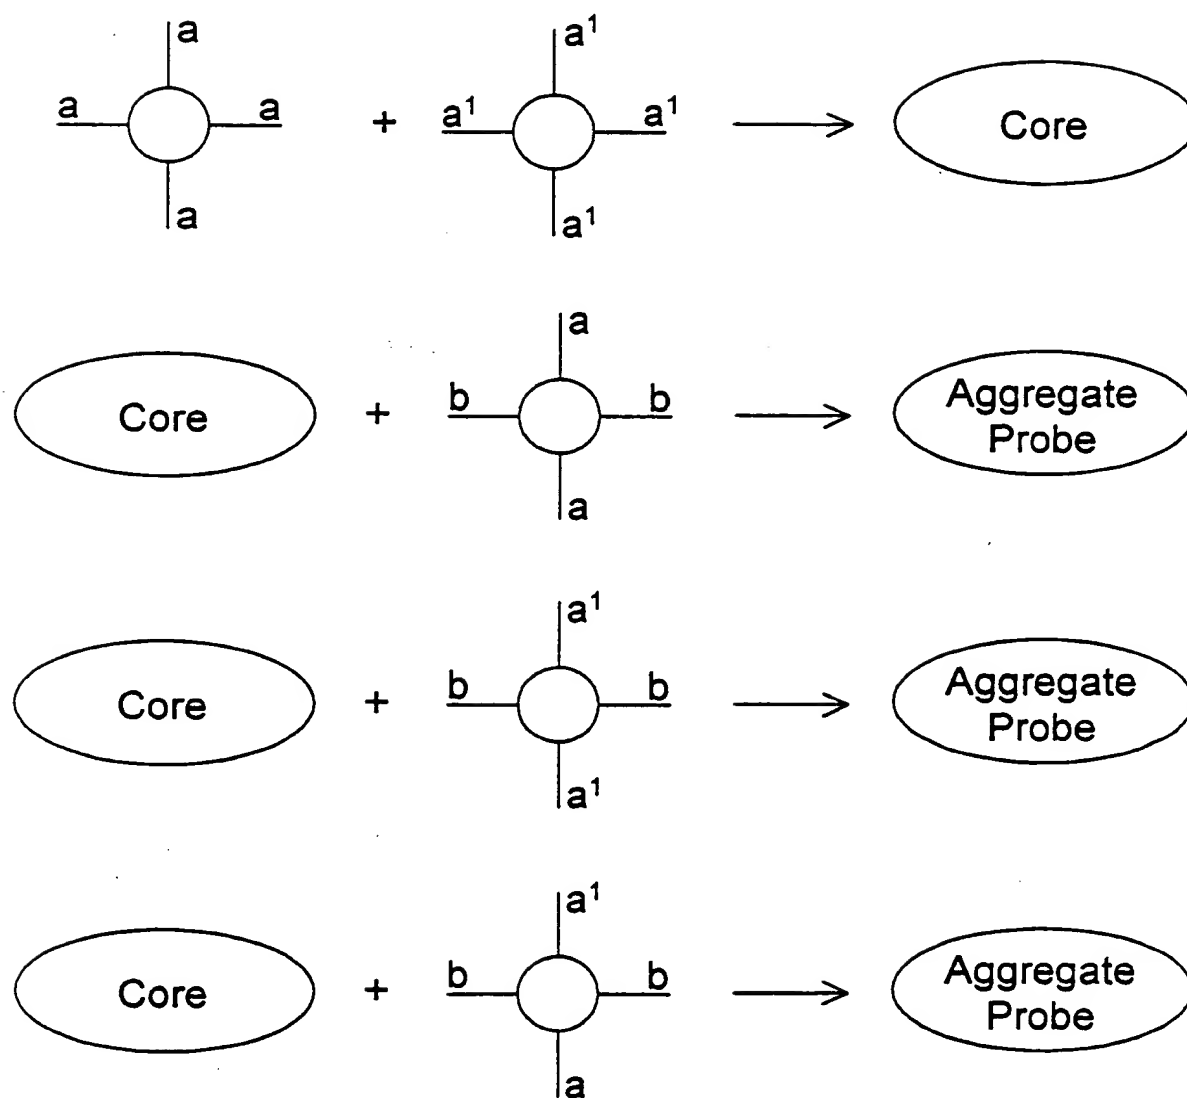 a a¹
a a + a¹ a¹ Core
a a¹
a
Core + b b Aggregate
Probe
a
a¹
Core + b b Aggregate
Probe
a¹
a¹
Core + b b Aggregate
Probe
a